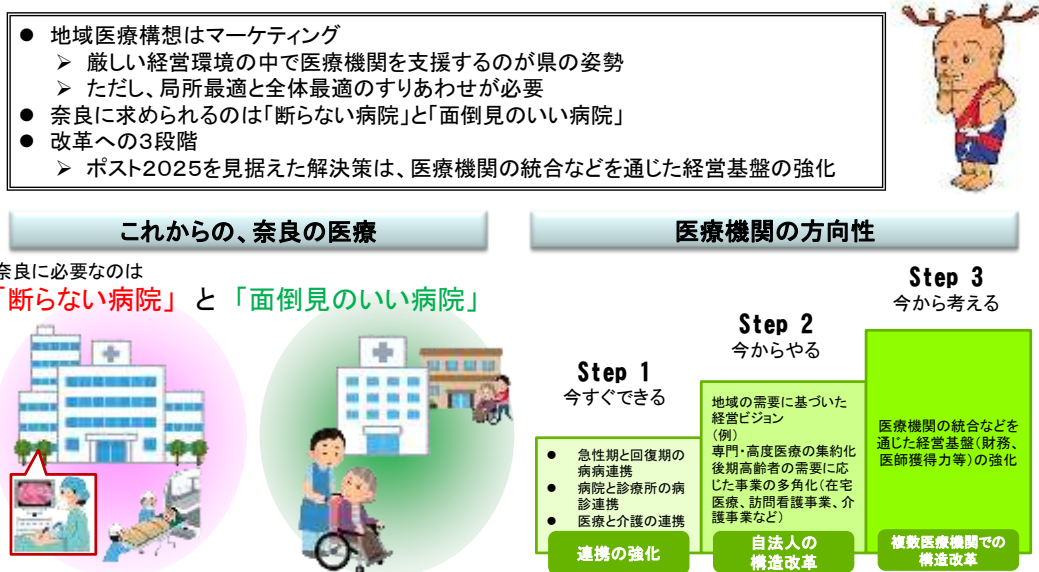 ● 地域医療構想はマーケティング
➢ 厳しい経営環境の中で医療機関を支援するのが県の姿勢
➢ ただし、局所最適と全体最適のすりあわせが必要
● 奈良に求められるのは「断らない病院」と「面倒見のいい病院」
● 改革への3段階
➢ ポスト2025を見据えた解決策は、医療機関の統合などを通じた経営基盤の強化
これからの、奈良の医療
奈良に必要なのは
「断らない病院」 と 「面倒見のいい病院」
医療機関の方向性
Step 1
今すぐできる
● 急性期と回復期の
病病連携
● 病院と診療所の病
診連携
● 医療と介護の連携
連携の強化
Step 2
今からやる
地域の需要に基づいた
経営ビジョン
(例)
専門・高度医療の集約化
後期高齢者の需要に応
じた事業の多角化(在宅
医療、訪問看護事業、介
護事業など)
自法人の
構造改革
Step 3
今から考える
医療機関の統合などを
通じた経営基盤(財務、
医師獲得力等)の強化
複数医療機関での
構造改革